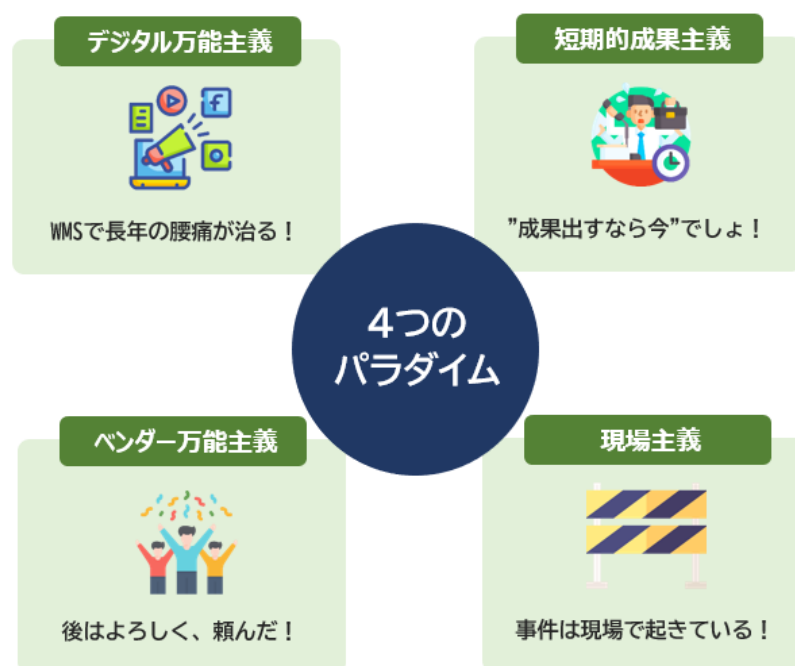 デジタル万能主義
WMSで長年の腰痛が治る！
短期的成果主義
”成果出すなら今”でしょ！
4つの
パラダイム
ベンダー万能主義
後はよろしく、頼んだ！
現場主義
事件は現場で起きている！